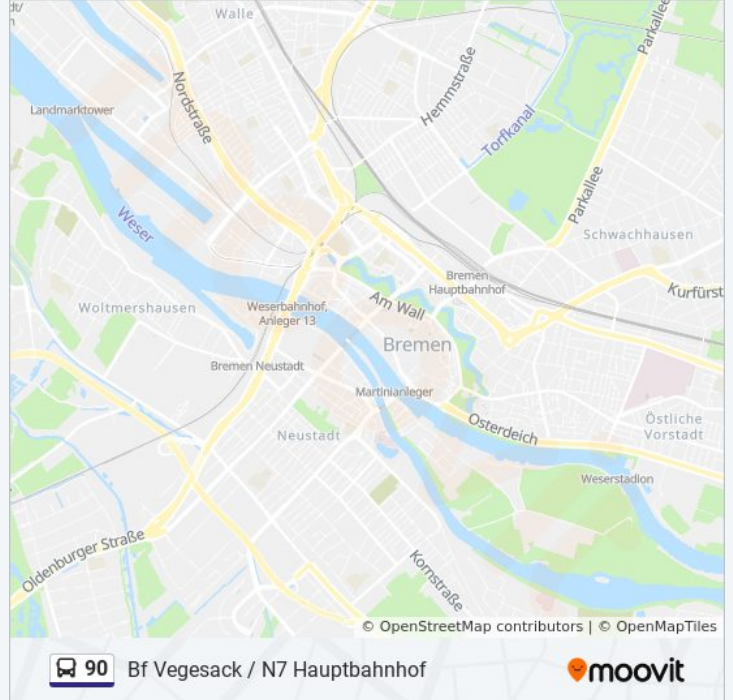 Walle
Parkallee
Hemmstraße
Nordstraße
Landmarktower
Torfkanal
Parkallee
Weser
Schwachhausen
Bremen
Hauptbahnhof
Kurfürst
Woltmershausen
Weserbahnhof,
Anleger 13
Am Wall
Bremen
Bremen Neustadt
Martinianleger
Neustadt
Osterdeich
Östliche
Vorstadt
Weserstadion
Oldenburger Straße
Kornstraße
© OpenStreetMap contributors | © OpenMapTiles
90 Bf Vegesack / N7 Hauptbahnhof
moovit